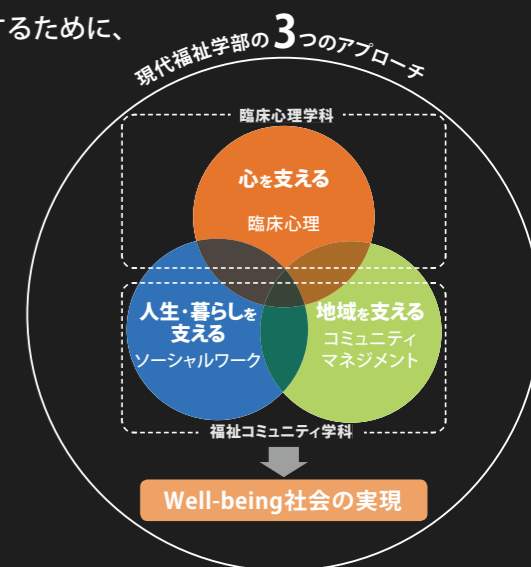 するために、
現代福祉学部の3つのアプローチ
臨床心理学科
心を支える
臨床心理
人生・暮らしを
支える
ソーシャルワーク
地域を支える
コミュニティ
マネジメント
福祉コミュニティ学科
Well-being社会の実現